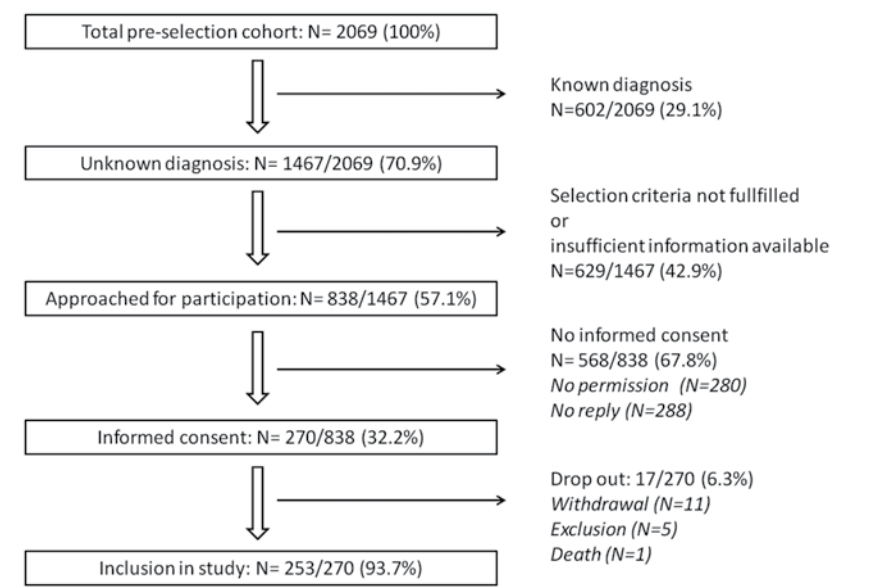 Total pre-selection cohort: N= 2069 (100%)
Known diagnosis
N=602/2069 (29.1%)
Unknown diagnosis: N= 1467/2069 (70.9%)
Selection criteria not fullfilled
or
insufficient information available
N=629/1467 (42.9%)
Approached for participation: N= 838/1467 (57.1%)
No informed consent
N= 568/838 (67.8%)
No permission (N=280)
No reply (N=288)
Informed consent: N= 270/838 (32.2%)
Drop out: 17/270 (6.3%)
Withdrawal (N=11)
Exclusion (N=5)
Death (N=1)
Inclusion in study: N= 253/270 (93.7%)